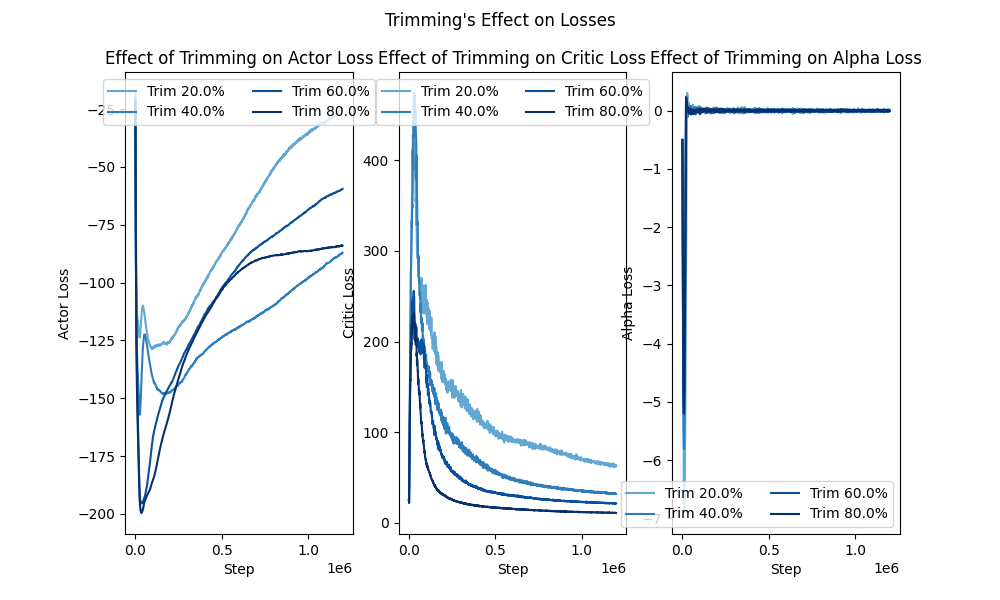 Trimming's Effect on Losses
Effect of Trimming on Actor Loss
Trim 20.0% Trim 60.0%
Trim 40.0% Trim 80.0%
−25
−50
−75
−100
−125
−150
−175
−200
Actor Loss
0.0 0.5 1.0
1e6
Step
Effect of Trimming on Critic Loss
Trim 20.0% Trim 60.0%
Trim 40.0% Trim 80.0%
400
300
200
100
0
Critic Loss
0.0 0.5 1.0
1e6
Step
Effect of Trimming on Alpha Loss
0
−1
−2
−3
−4
−5
−6
−7
Alpha Loss
Trim 20.0% Trim 60.0%
Trim 40.0% Trim 80.0%
0.0 0.5 1.0
1e6
Step